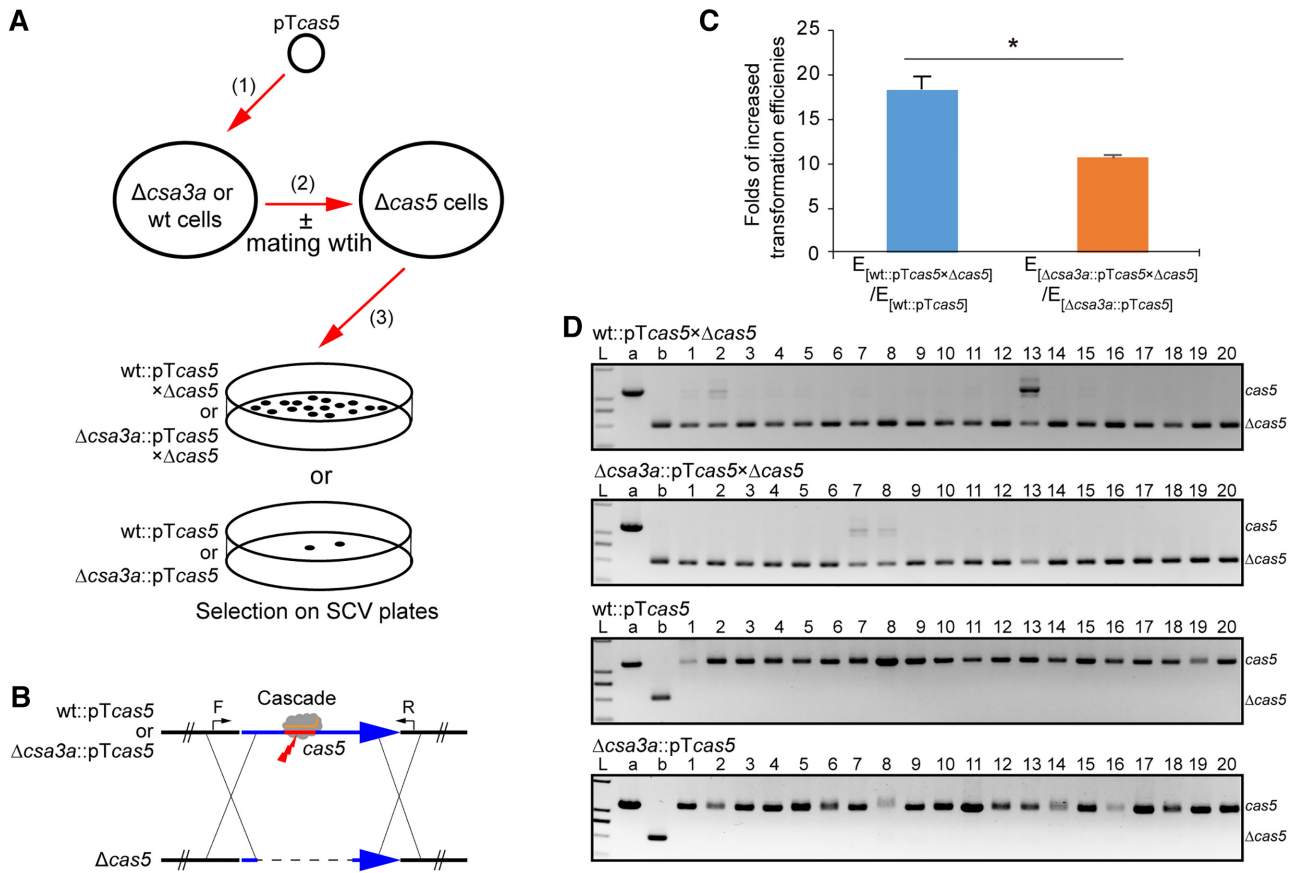 A
pTcas5
(1)
Δcsa3a or
wt cells
(2)
±
mating wtih
Δcas5 cells
(3)
wt::pTcas5
×Δcas5
or
Δcsa3a::pTcas5
×Δcas5
or
wt::pTcas5
or
Δcsa3a::pTcas5
Selection on SCV plates
B
wt::pTcas5
or
Δcsa3a::pTcas5
F
Cascade
cas5
R
Δcas5
C
Folds of increased
transformation efficienies
25
20
15
10
5
0
*
E[wt::pTcas5×Δcas5]
/E[wt::pTcas5]
E[Δcsa3a::pTcas5×Δcas5]
/E[Δcsa3a::pTcas5]
D
wt::pTcas5×Δcas5
L a b 1 2 3 4 5 6 7 8 9 10 11 12 13 14 15 16 17 18 19 20
cas5
Δcas5
Δcsa3a::pTcas5×Δcas5
L a b 1 2 3 4 5 6 7 8 9 10 11 12 13 14 15 16 17 18 19 20
cas5
Δcas5
wt::pTcas5
L a b 1 2 3 4 5 6 7 8 9 10 11 12 13 14 15 16 17 18 19 20
cas5
Δcas5
Δcsa3a::pTcas5
L a b 1 2 3 4 5 6 7 8 9 10 11 12 13 14 15 16 17 18 19 20
cas5
Δcas5